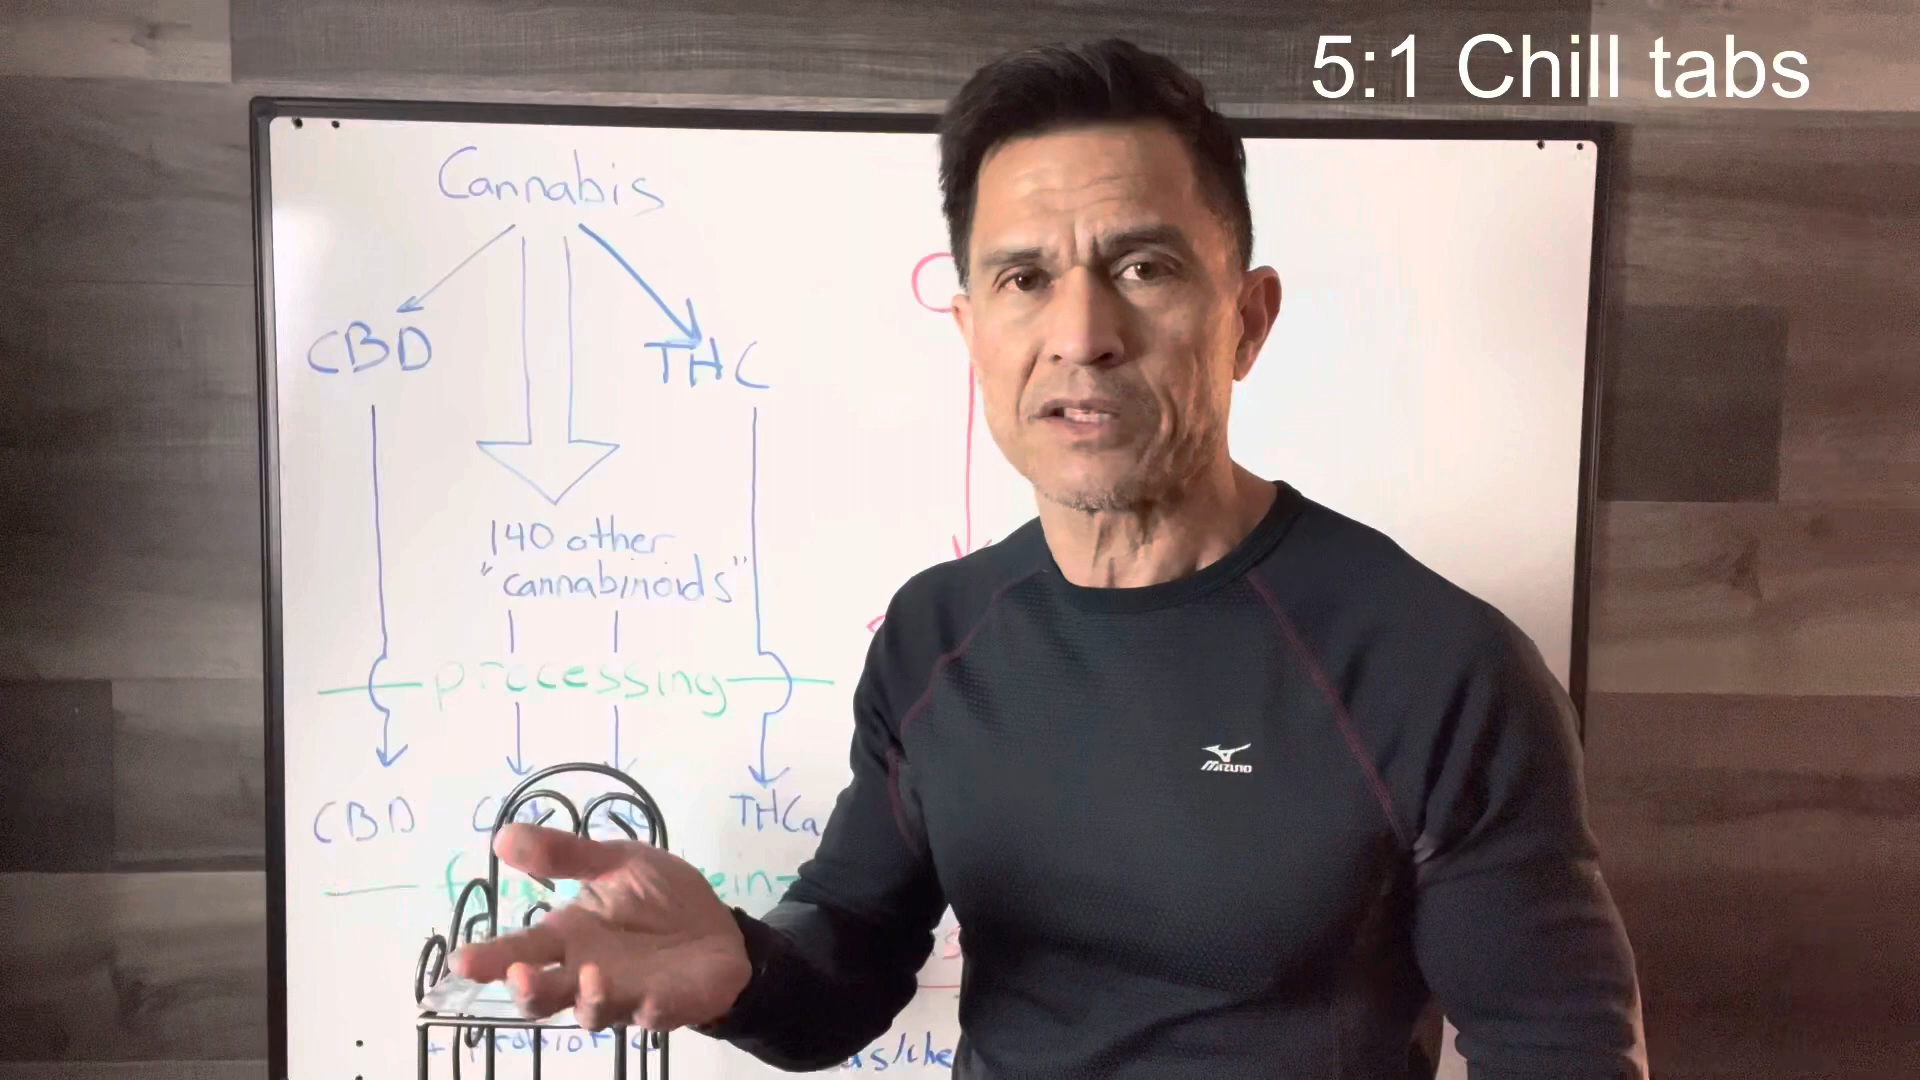 5:1 Chill tabs
Cannabis
CBD
THC
140 other
"cannabinoids"
processing
CBD
THCa
MIZUNO